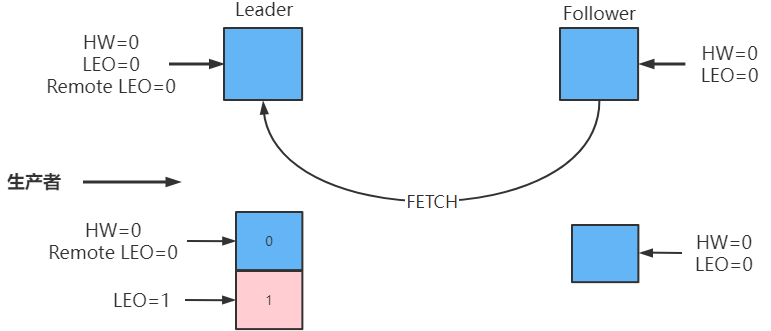 Leader
Follower
HW=0
LEO=0
Remote LEO=0
HW=0
LEO=0
FETCH
生产者
HW=0
Remote LEO=0
0
LEO=1
1
HW=0
LEO=0